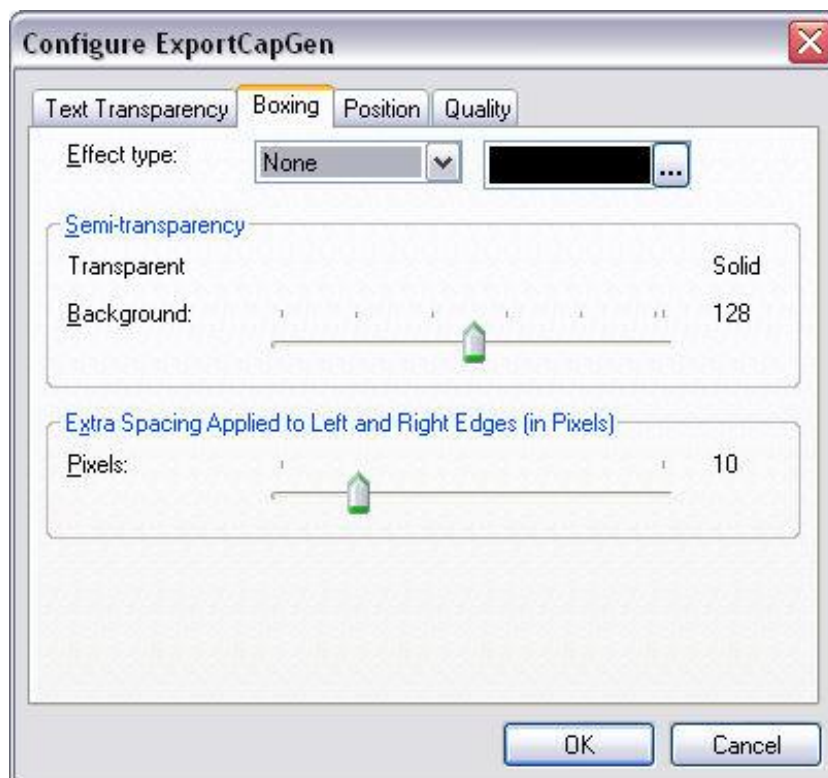 Configure ExportCapGen
Text Transparency Boxing Position Quality
Effect type: None ...
Semi-transparency
Transparent Solid
Background: 128
Extra Spacing Applied to Left and Right Edges (in Pixels)
Pixels: 10
OK Cancel